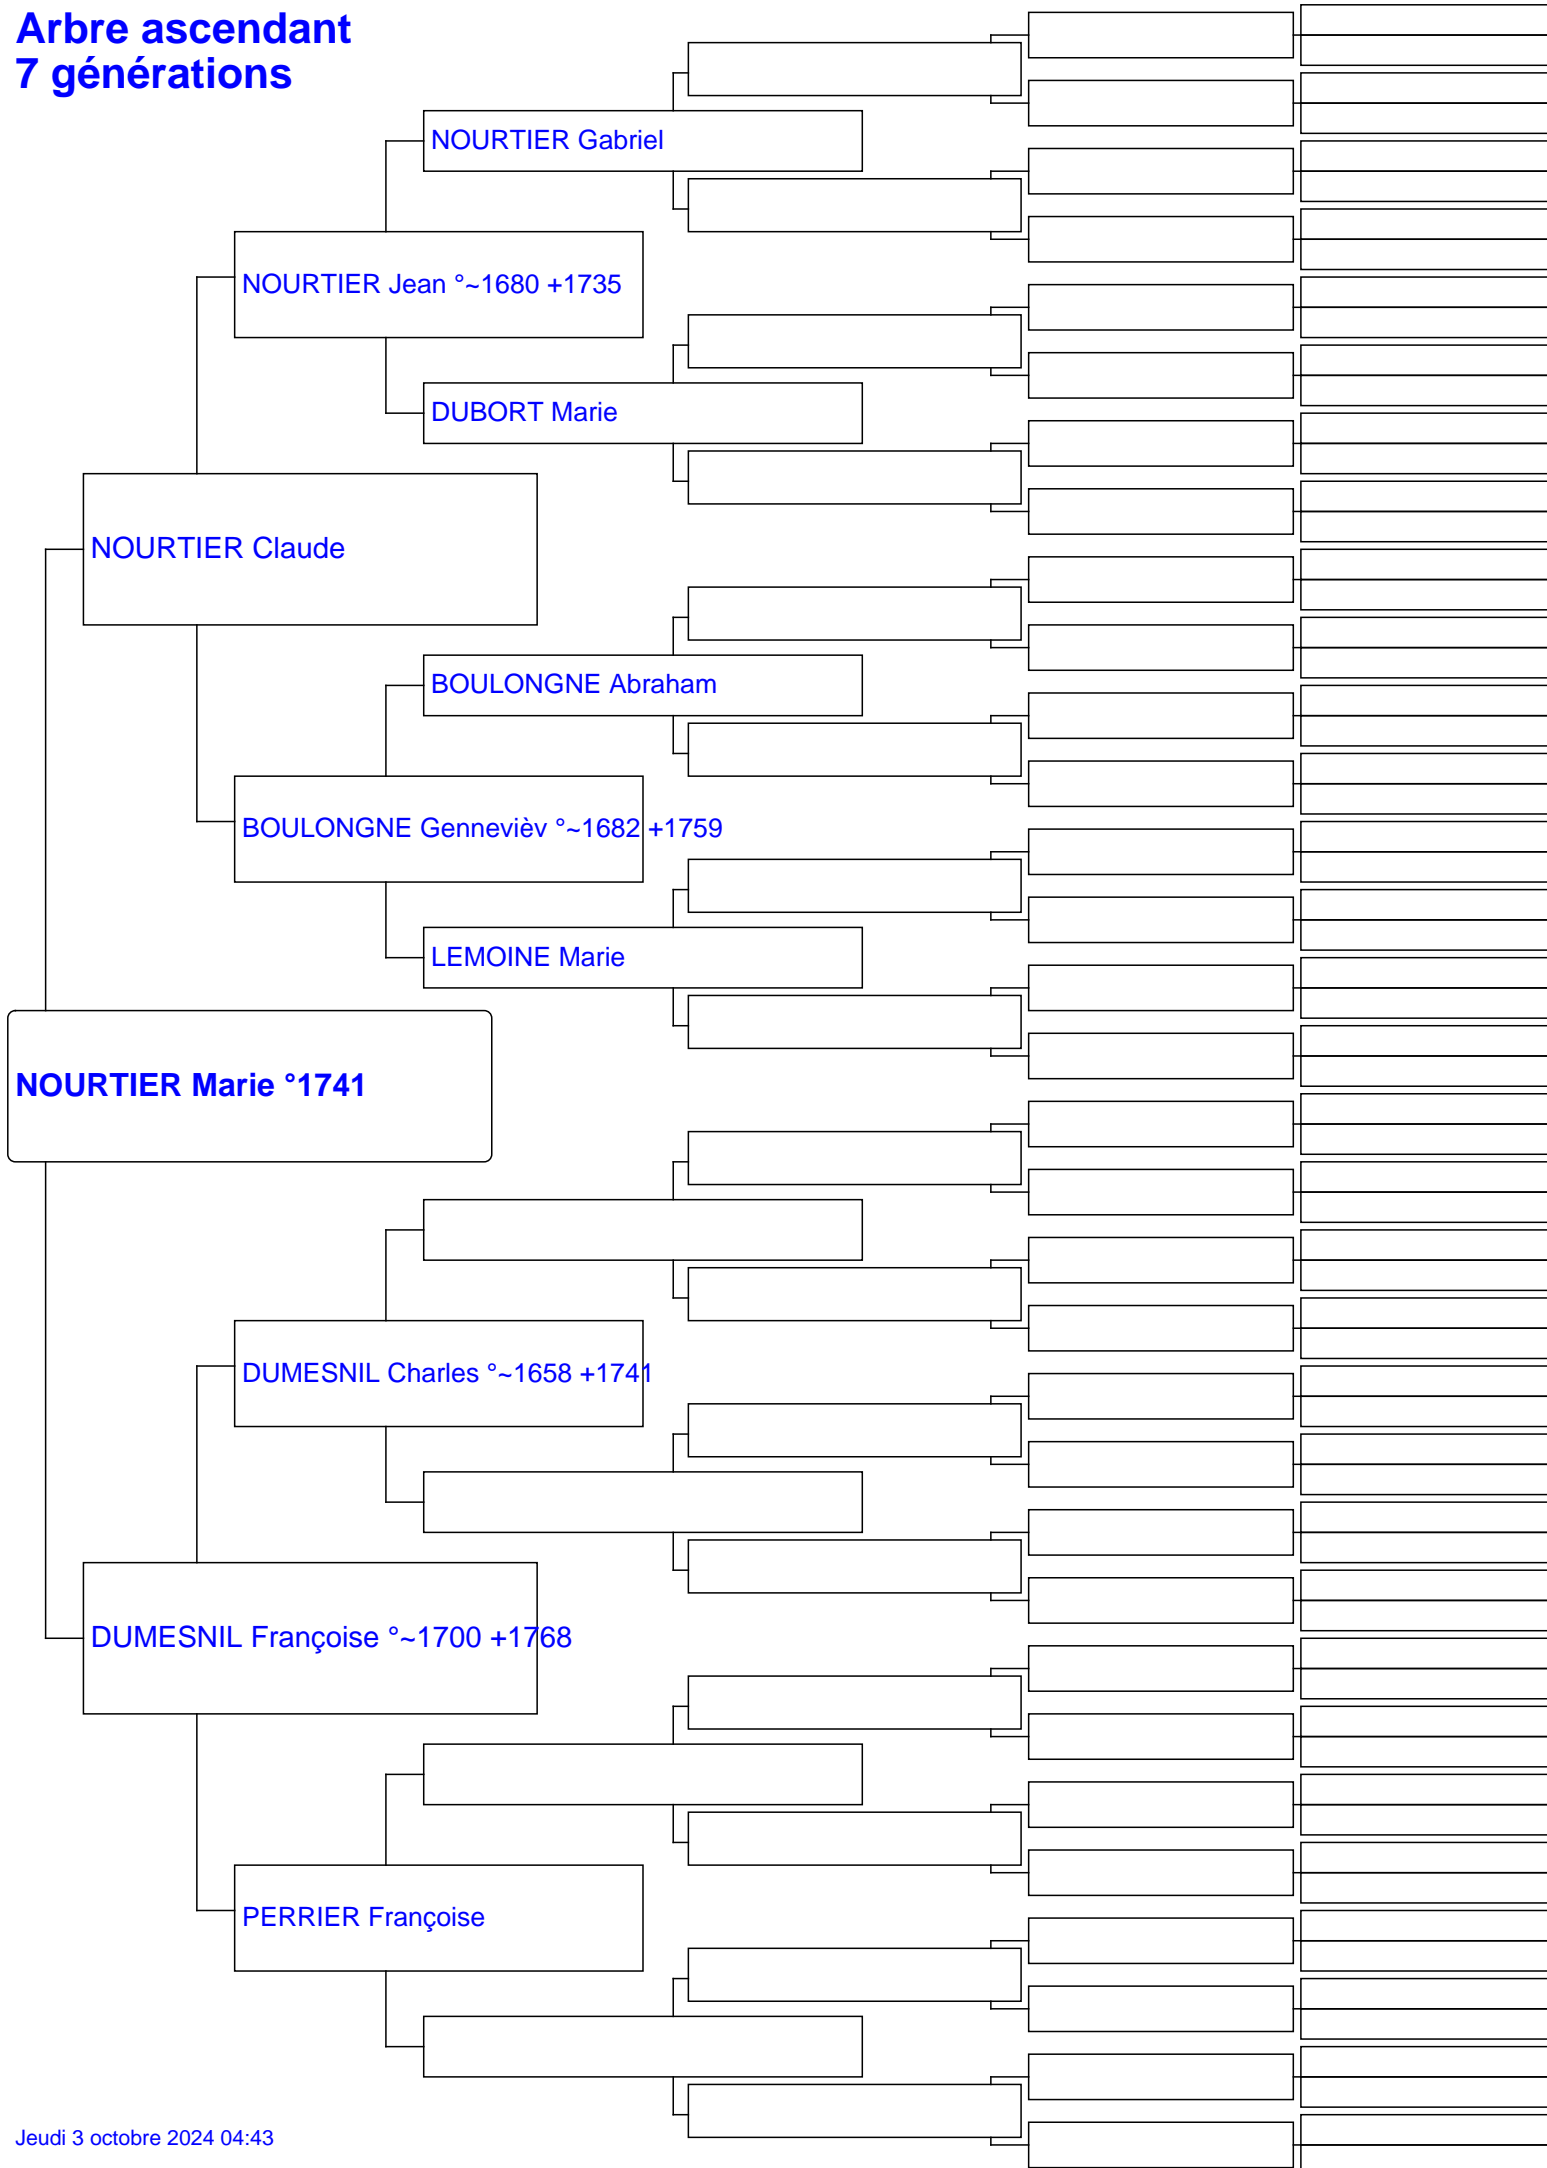 Arbre ascendant
7 générations
NOURTIER Gabriel
NOURTIER Jean °~1680 +1735
DUBORT Marie
NOURTIER Claude
BOULONGNE Abraham
BOULONGNE Gennevièv °~1682 +1759
LEMOINE Marie
NOURTIER Marie °1741
DUMESNIL Charles °~1658 +1741
DUMESNIL Françoise °~1700 +1768
PERRIER Françoise
Jeudi 3 octobre 2024 04:43